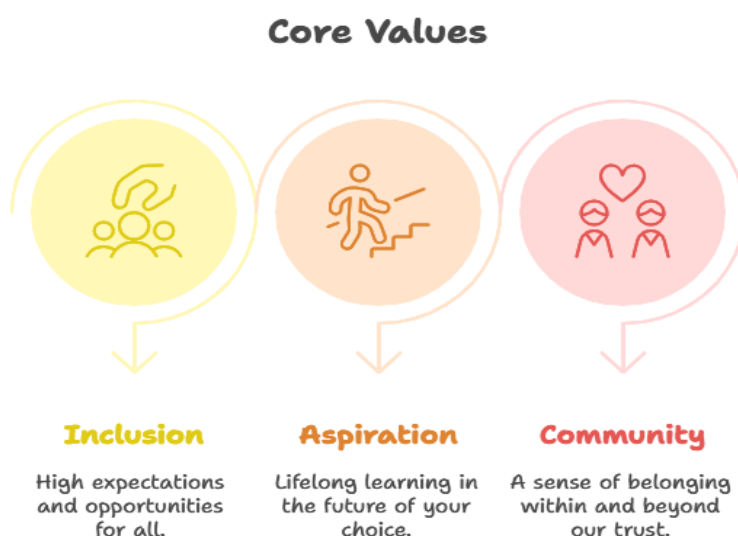 Core Values
Inclusion
High expectations
and opportunities
for all.
Aspiration
Lifelong learning in
the future of your
choice.
Community
A sense of belonging
within and beyond
our trust.